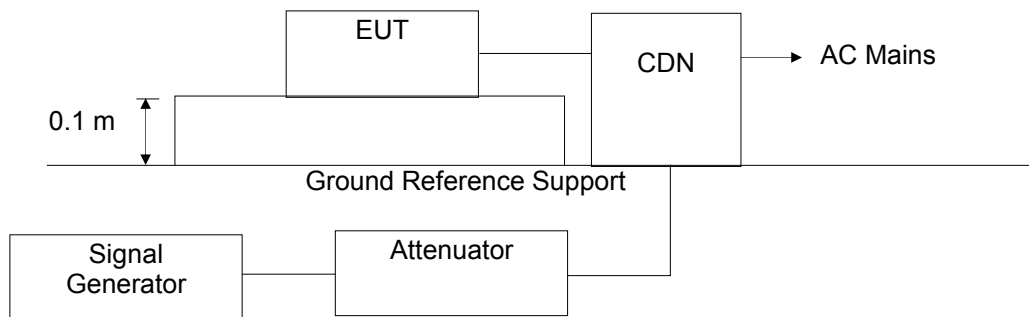 EUT
CDN
AC Mains
0.1 m
Ground Reference Support
Signal
Generator
Attenuator